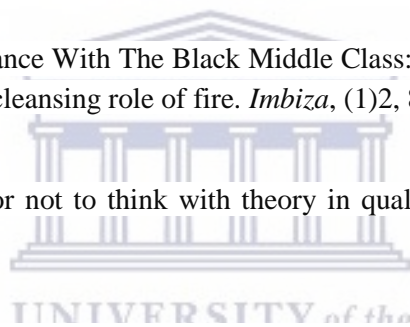 ance With The Black Middle Class:
cleansing role of fire. Imbiza, (1)2, 8
or not to think with theory in qual
UNIVERSITY of the